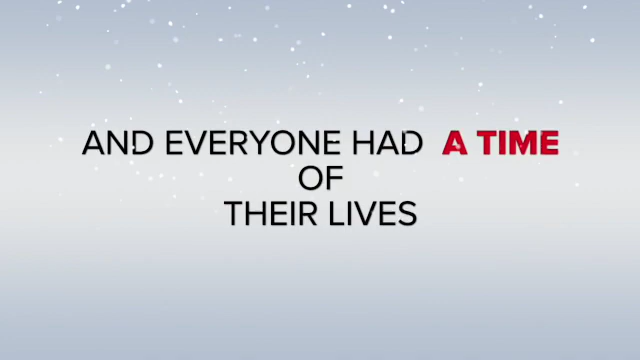 AND EVERYONE HAD A TIME
OF
THEIR LIVES